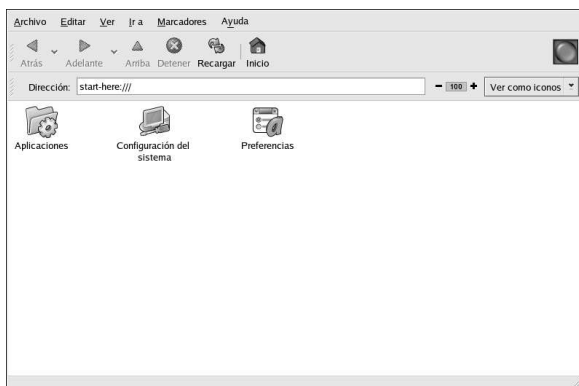 Archivo Editar Ver Ir a Marcadores Ayuda
Atrás Adelante Arriba Detener Recargar Inicio
Dirección: start-here:/// 100 Ver como iconos
Aplicaciones Configuración del sistema Preferencias